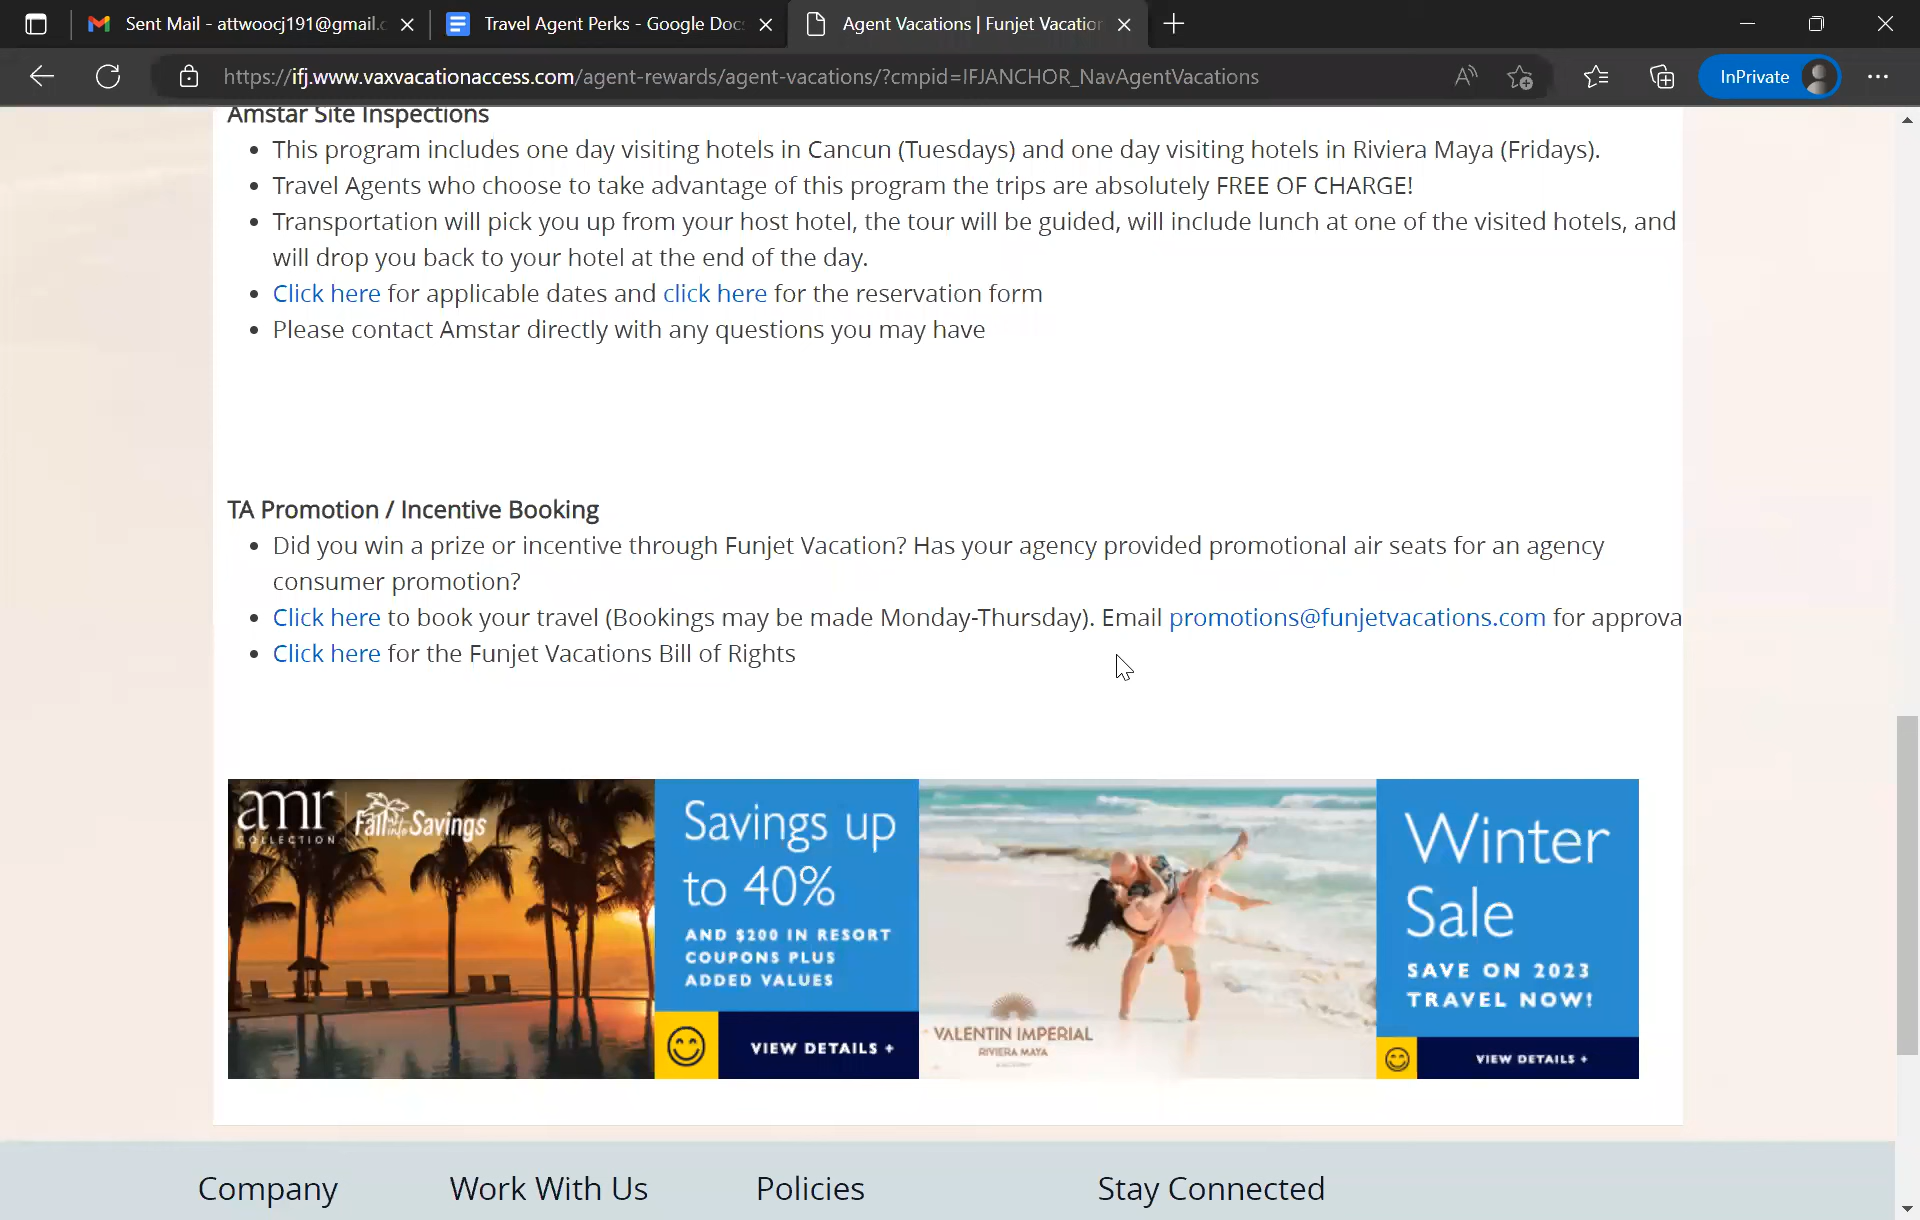 Sent Mail - attwoocj191@gmail.c
Travel Agent Perks - Google Doc
Agent Vacations | Funjet Vacation
https://ifj.www.vaxvacationaccess.com/agent-rewards/agent-vacations/?cmpid=IFJANCHOR_NavAgentVacations
InPrivate
Amstar Site Inspections
This program includes one day visiting hotels in Cancun (Tuesdays) and one day visiting hotels in Riviera Maya (Fridays).
Travel Agents who choose to take advantage of this program the trips are absolutely FREE OF CHARGE!
Transportation will pick you up from your host hotel, the tour will be guided, will include lunch at one of the visited hotels, and
will drop you back to your hotel at the end of the day.
Click here for applicable dates and click here for the reservation form
Please contact Amstar directly with any questions you may have
TA Promotion / Incentive Booking
Did you win a prize or incentive through Funjet Vacation? Has your agency provided promotional air seats for an agency
consumer promotion?
Click here to book your travel (Bookings may be made Monday-Thursday). Email promotions@funjetvacations.com for approva
Click here for the Funjet Vacations Bill of Rights
amr
COLLECTION
Fall into Savings
Savings up
to 40%
AND $200 IN RESORT
COUPONS PLUS
ADDED VALUES
VIEW DETAILS +
VALENTIN IMPERIAL
RIVIERA MAYA
Winter
Sale
SAVE ON 2023
TRAVEL NOW!
VIEW DETAILS +
Company
Work With Us
Policies
Stay Connected